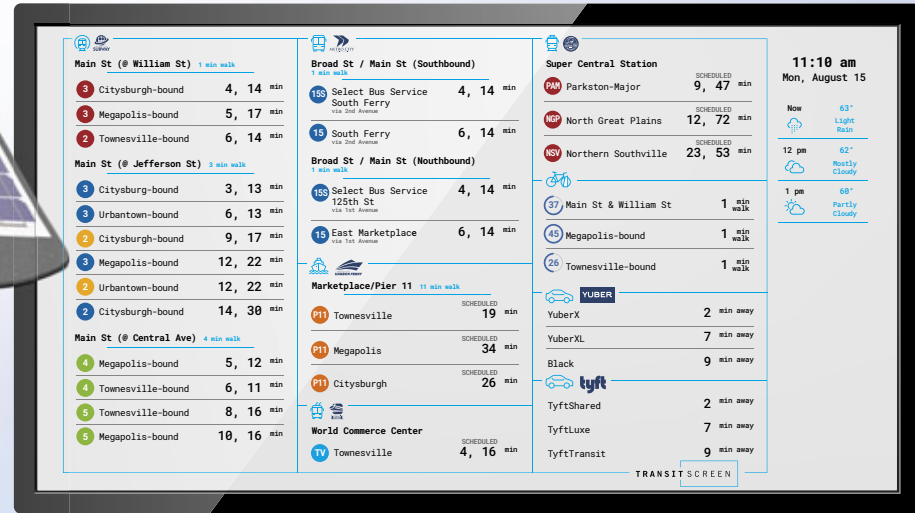 SUBWAY
Main St (@ William St) 1 min walk
3 Citysburgh-bound 4, 14 min
3 Megapolis-bound 5, 17 min
2 Townesville-bound 6, 14 min
Main St (@ Jefferson St) 3 min walk
3 Citysburg-bound 3, 13 min
3 Urbantown-bound 6, 13 min
2 Citysburgh-bound 9, 17 min
3 Megapolis-bound 12, 22 min
2 Urbantown-bound 12, 22 min
2 Citysburgh-bound 14, 30 min
Main St (@ Central Ave) 4 min walk
4 Megapolis-bound 5, 12 min
4 Townesville-bound 6, 11 min
5 Townesville-bound 8, 16 min
5 Megapolis-bound 10, 16 min
Broad St / Main St (Southbound)
1 min walk
15S Select Bus Service 4, 14 min
South Ferry
via 2nd Avenue
15 South Ferry 6, 14 min
via 2nd Avenue
Broad St / Main St (Nouthbound)
1 min walk
15S Select Bus Service 4, 14 min
125th St
via 1st Avenue
15 East Marketplace 6, 14 min
via 1st Avenue
Marketplace/Pier 11 11 min walk
SCHEDULED
P11 Townesville 19 min
SCHEDULED
P11 Megapolis 34 min
SCHEDULED
P11 Citysburgh 26 min
World Commerce Center
SCHEDULED
TV Townesville 4, 16 min
Super Central Station
SCHEDULED
PAM Parkston-Major 9, 47 min
SCHEDULED
NGP North Great Plains 12, 72 min
SCHEDULED
NSV Northern Southville 23, 53 min
37 Main St & William St 1 min walk
45 Megapolis-bound 1 min walk
26 Townesville-bound 1 min walk
YUBER
YuberX 2 min away
YuberXL 7 min away
Black 9 min away
tyft
TyftShared 2 min away
TyftLuxe 7 min away
TyftTransit 9 min away
TRANSITSCREEN
11:10 am
Mon, August 15
Now 63°
Light
Rain
12 pm 62°
Mostly
Cloudy
1 pm 60°
Partly
Cloudy